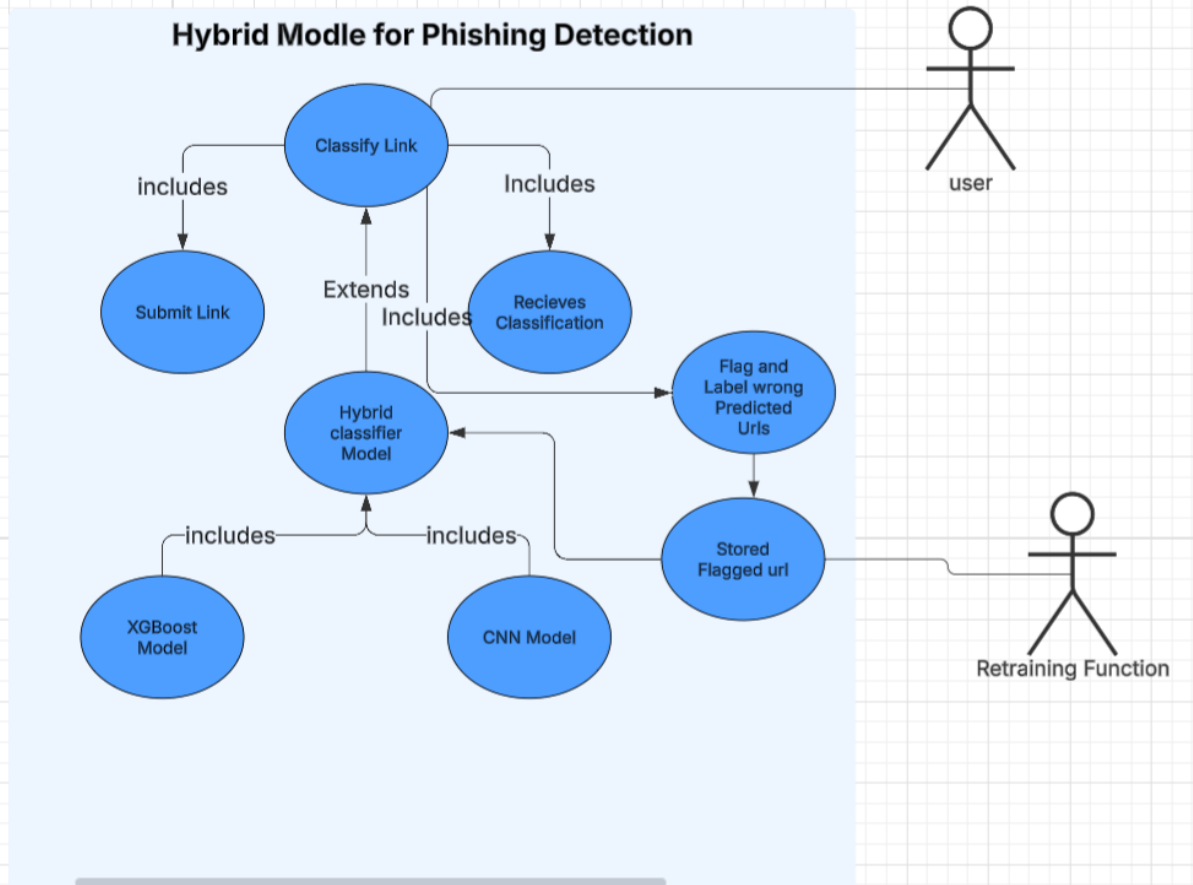 Hybrid Modle for Phishing Detection
Classify Link
includes
Includes
user
Submit Link
Extends
Includes
Recieves
Classification
Flag and
Label wrong
Predicted
Urls
Hybrid
classifier
Model
includes
includes
Stored
Flagged url
XGBoost
Model
CNN Model
Retraining Function